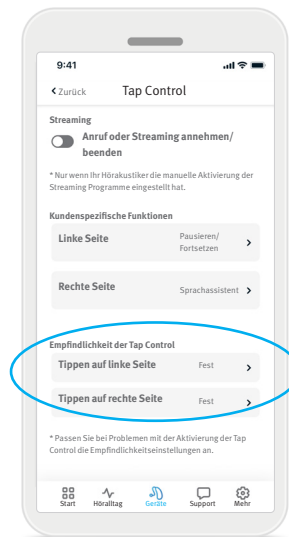 9:41
Zurück Tap Control
Streaming
Anruf oder Streaming annehmen/
beenden
* Nur wenn Ihr Hörakustiker die manuelle Aktivierung der
Streaming Programme eingestellt hat.
Kundenspezifische Funktionen
Linke Seite Pausieren/
Fortsetzen
Rechte Seite Sprachassistent
Empfindlichkeit der Tap Control
Tippen auf linke Seite Fest
Tippen auf rechte Seite Fest
* Passen Sie bei Problemen mit der Aktivierung der Tap
Control die Empfindlichkeitseinstellungen an.
Start Höralltag Geräte Support Mehr